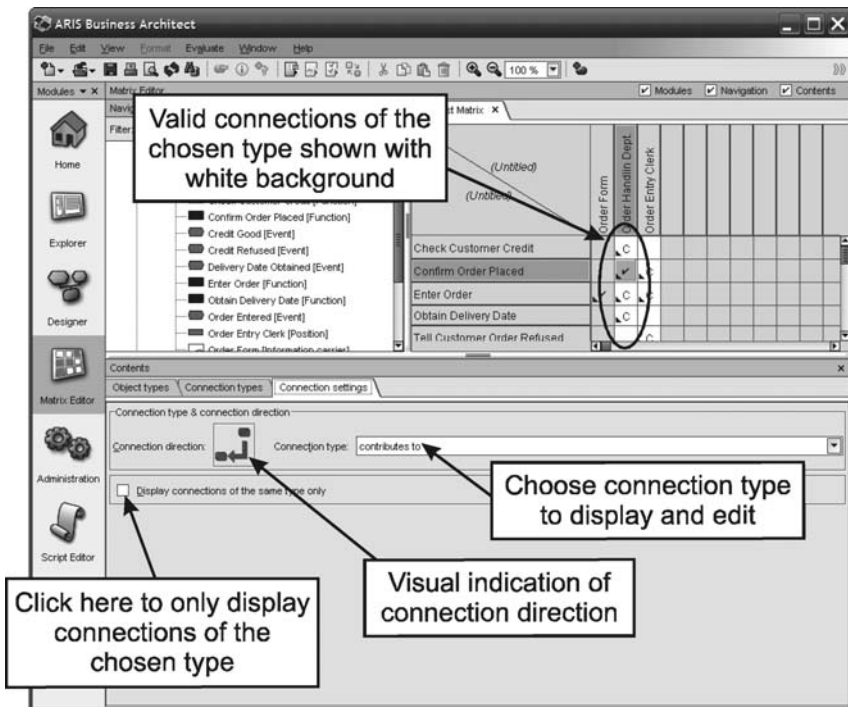 ARIS Business Architect
File Edit View Format Evaluate Window Help
100 %
Modules Matrix Editor Modules Navigation Contents
Filter:
Matrix
Valid connections of the
chosen type shown with
white background
Home
Explorer
Designer
Matrix Editor
Administration
Script Editor
Confirm Order Placed [Function]
Credit Good [Event]
Credit Refused [Event]
Delivery Date Obtained [Event]
Enter Order [Function]
Obtain Delivery Date [Function]
Order Entered [Event]
Order Entry Clerk [Position]
Order Form [Information carrier]
(Untitled)
(Untitled)
Order Form
Order Handlin Dept.
Order Entry Clerk
Check Customer Credit C
Confirm Order Placed C
Enter Order C C
Obtain Delivery Date C
Tell Customer Order Refused C
Contents
Object types Connection types Connection settings
Connection type & connection direction
Connection direction: Connection type: contributes to
Display connections of the same type only
Choose connection type
to display and edit
Visual indication of
connection direction
Click here to only display
connections of the
chosen type